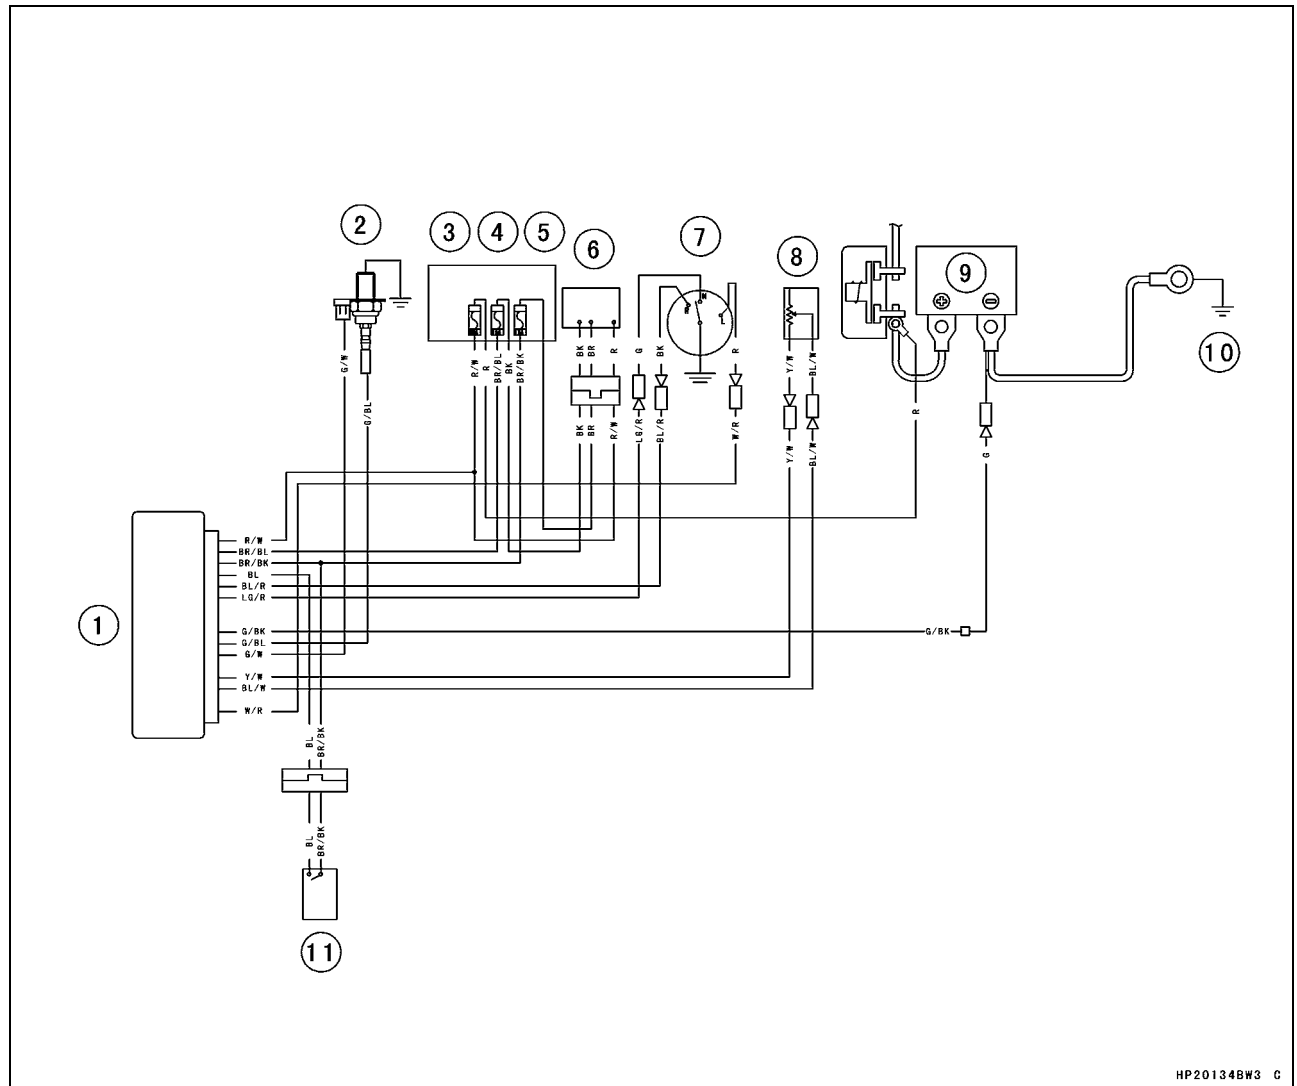 2
3 4 5
6
7
8
9
10
G/W
G/BL
R/W
R
BR/BL
BK
BR/BK
BK
BR
R
BK
BR
R/W
G
LG/R
BK
BL/R
R
W/R
N
R
L
Y/W
BL/W
Y/W
BL/W
R
G
1
R/W
BR/BL
BR/BK
BL
BL/R
LG/R
G/BK
G/BL
G/W
Y/W
BL/W
W/R
G/BK
BL
BR/BK
BL
BR/BK
11
HP20134BW3 C